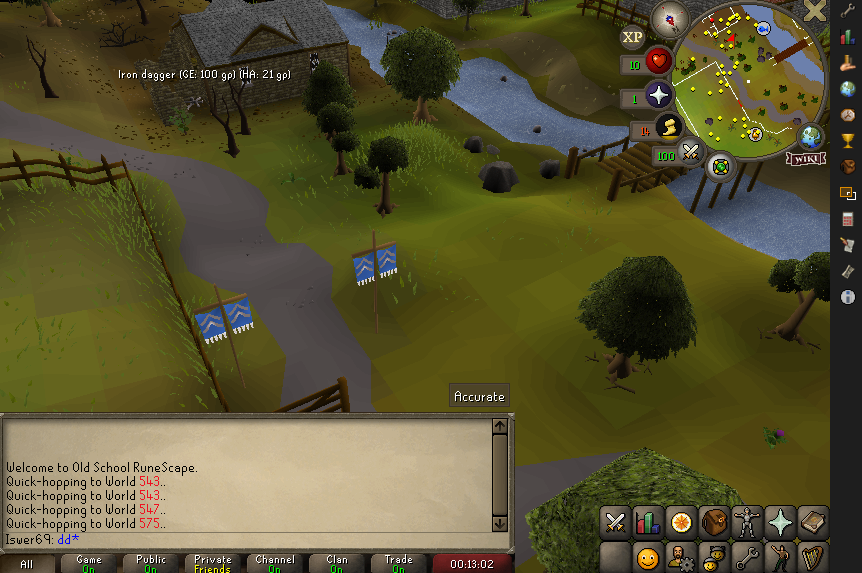 XP
Iron dagger (GE: 100 gp) (HA: 21 gp)
10
1
14
100
WIKI
Accurate
Welcome to Old School RuneScape.
Quick-hopping to World 543..
Quick-hopping to World 543..
Quick-hopping to World 547..
Quick-hopping to World 575..
Iswer69: dd*
All
Game
On
Public
On
Private
Friends
Channel
On
Clan
On
Trade
On
00:13:02